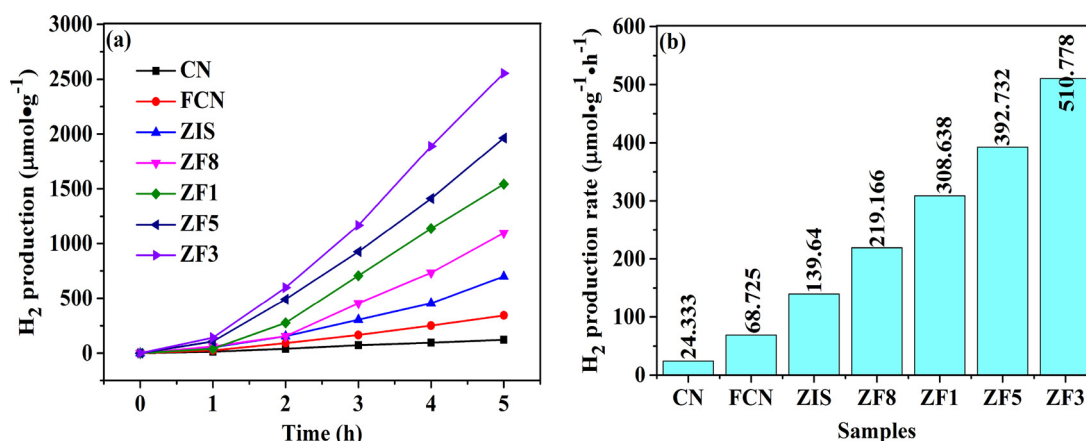 (a)
H₂ production (μmol•g⁻¹)
3000
2500
2000
1500
1000
500
0
CN
FCN
ZIS
ZF8
ZF1
ZF5
ZF3
0 1 2 3 4 5
Time (h)
(b)
H₂ production rate (μmol•g⁻¹•h⁻¹)
600
500
400
300
200
100
0
24.333
68.725
139.64
219.166
308.638
392.732
510.778
CN FCN ZIS ZF8 ZF1 ZF5 ZF3
Samples